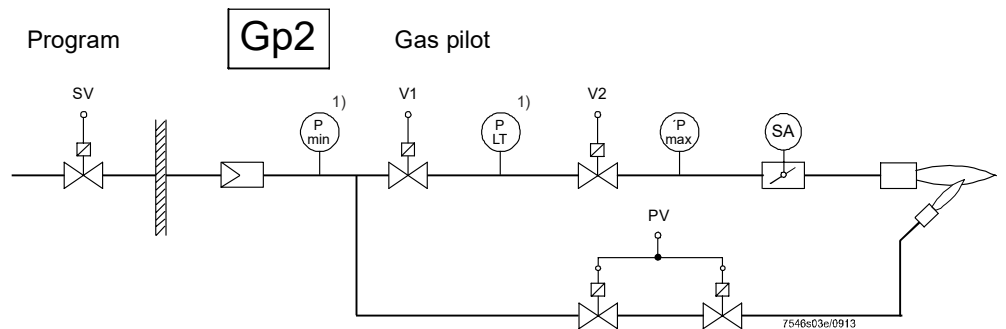 Program Gp2 Gas pilot
SV
1)
V1
1)
V2
P
min
P
LT
'P
max
SA
PV
7546s03e/0913